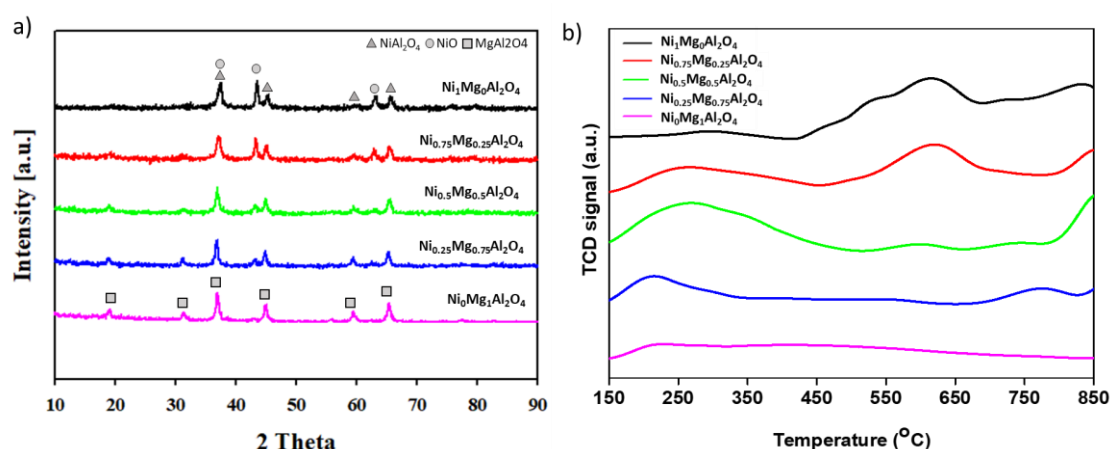 a)
NiAl₂O₄ NiO MgAl2O4
Ni₁Mg₀Al₂O₄
Ni₀.₇₅Mg₀.₂₅Al₂O₄
Ni₀.₅Mg₀.₅Al₂O₄
Ni₀.₂₅Mg₀.₇₅Al₂O₄
Ni₀Mg₁Al₂O₄
Intensity [a.u.]
10 20 30 40 50 60 70 80 90
2 Theta
b)
Ni₁Mg₀Al₂O₄
Ni₀.₇₅Mg₀.₂₅Al₂O₄
Ni₀.₅Mg₀.₅Al₂O₄
Ni₀.₂₅Mg₀.₇₅Al₂O₄
Ni₀Mg₁Al₂O₄
TCD signal (a.u.)
150 250 350 450 550 650 750 850
Temperature (⁰C)